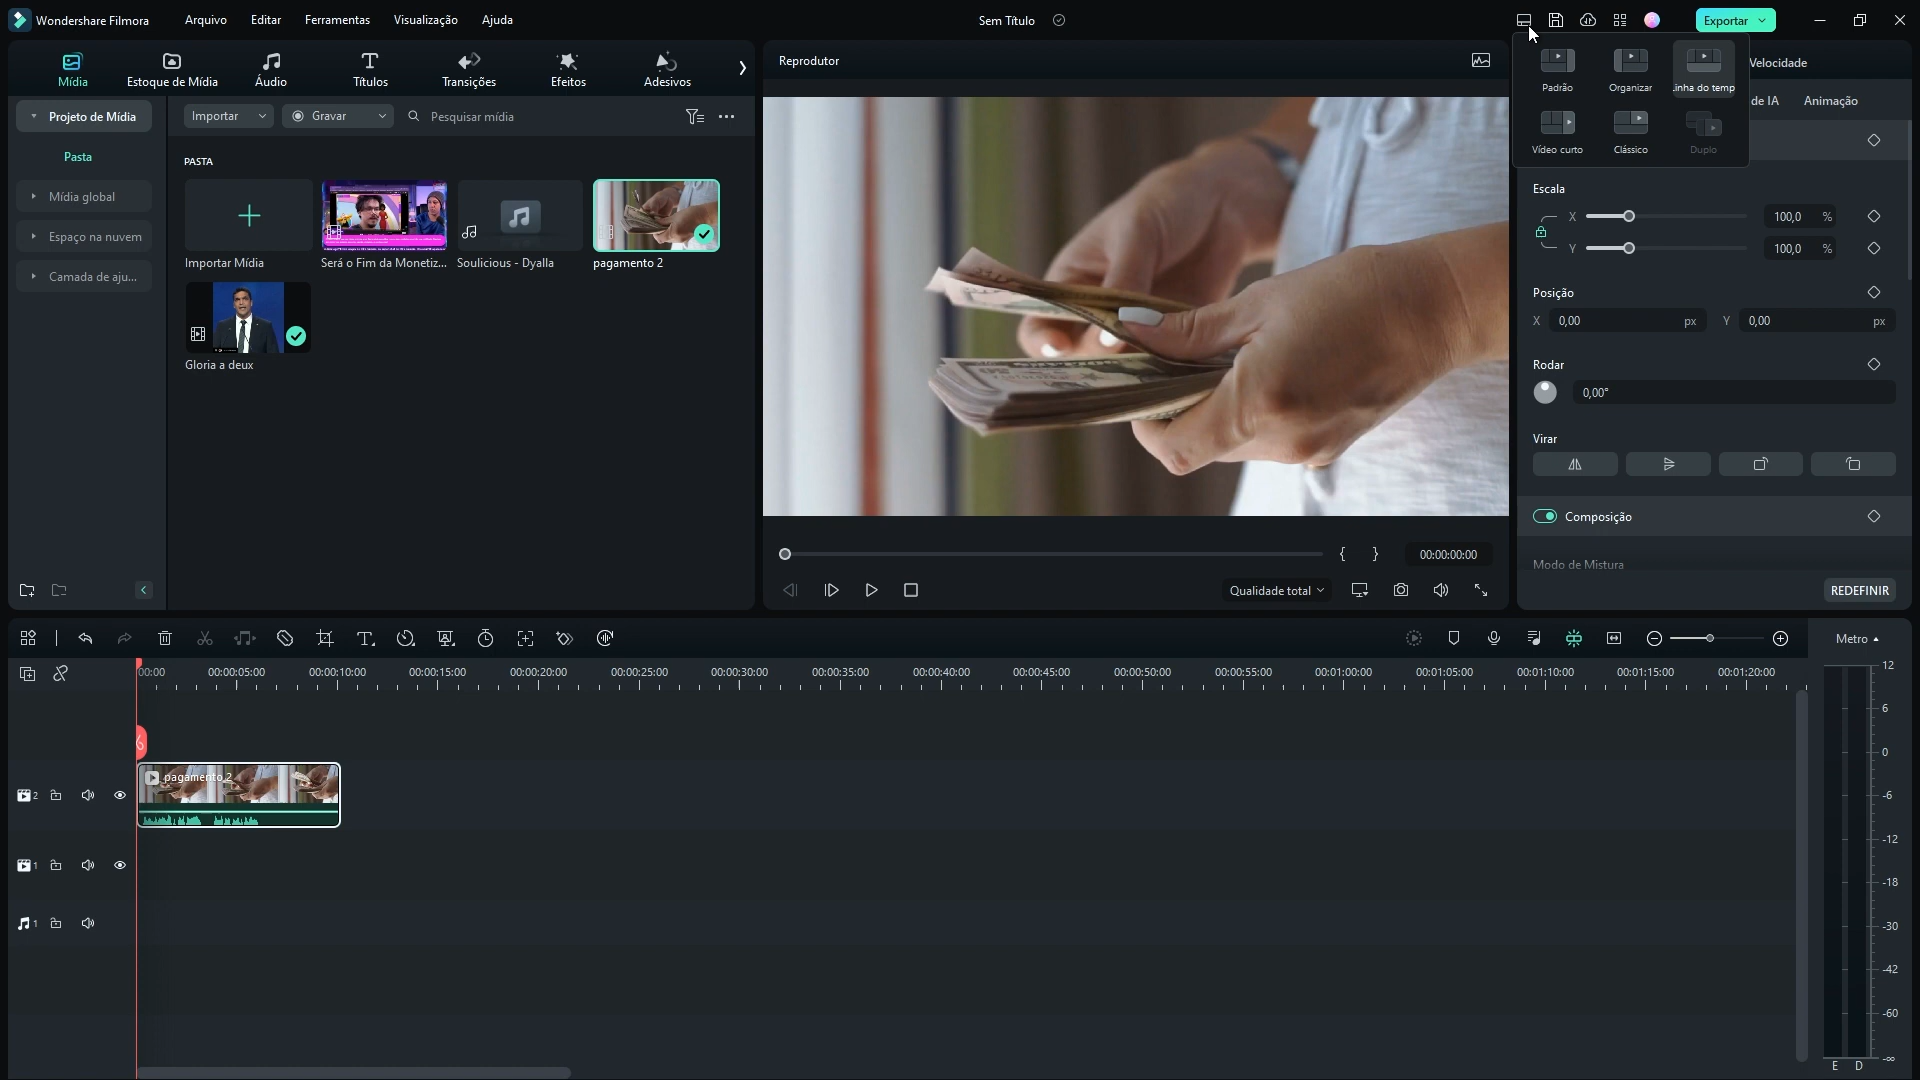 Wondershare Filmora
Arquivo
Editar
Ferramentas
Visualização
Ajuda
Sem Título
Exportar
Mídia
Estoque de Mídia
Áudio
Títulos
Transições
Efeitos
Adesivos
Reprodutor
Padrão
Organizar
inha do temp
Vídeo curto
Clássico
Duplo
Velocidade
de IA
Animação
Projeto de Mídia
Pasta
Mídia global
Espaço na nuvem
Camada de aju...
Importar
Gravar
Pesquisar mídia
PASTA
Importar Mídia
Será o Fim da Monetiz...
Soulicious - Dyalla
pagamento 2
Gloria a deux
Escala
X 100,0 %
Y 100,0 %
Posição
X 0,00 px Y 0,00 px
Rodar
0,00°
Virar
Composição
Modo de Mistura
REDEFINIR
{ } 00:00:00:00
Qualidade total
Metro
00:00 00:00:05:00 00:00:10:00 00:00:15:00 00:00:20:00 00:00:25:00 00:00:30:00 00:00:35:00 00:00:40:00 00:00:45:00 00:00:50:00 00:00:55:00 00:01:00:00 00:01:05:00 00:01:10:00 00:01:15:00 00:01:20:00
pagamento 2
2
1
1
12
6
0
-6
-12
-18
-30
-42
-60
-∞
E D